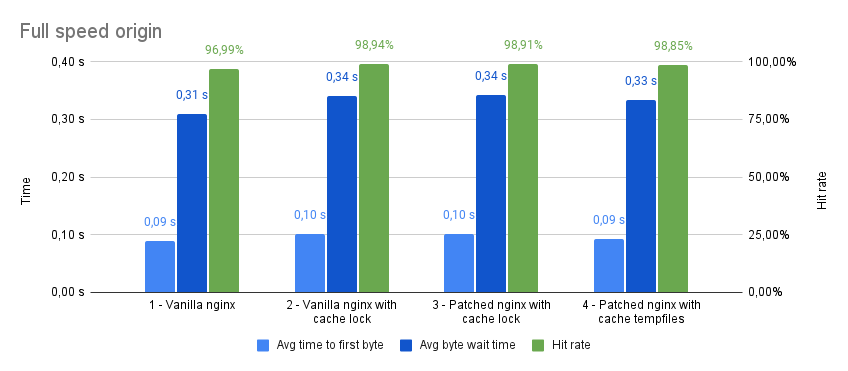 Full speed origin
96,99%
98,94%
98,91%
98,85%
0,40 s
100,00%
0,31 s
0,34 s
0,34 s
0,33 s
0,30 s
75,00%
Time
0,20 s
50,00%
Hit rate
0,09 s
0,10 s
0,10 s
0,09 s
0,10 s
25,00%
0,00 s
0,00%
1 - Vanilla nginx
2 - Vanilla nginx with
cache lock
3 - Patched nginx with
cache lock
4 - Patched nginx with
cache tempfiles
Avg time to first byte
Avg byte wait time
Hit rate